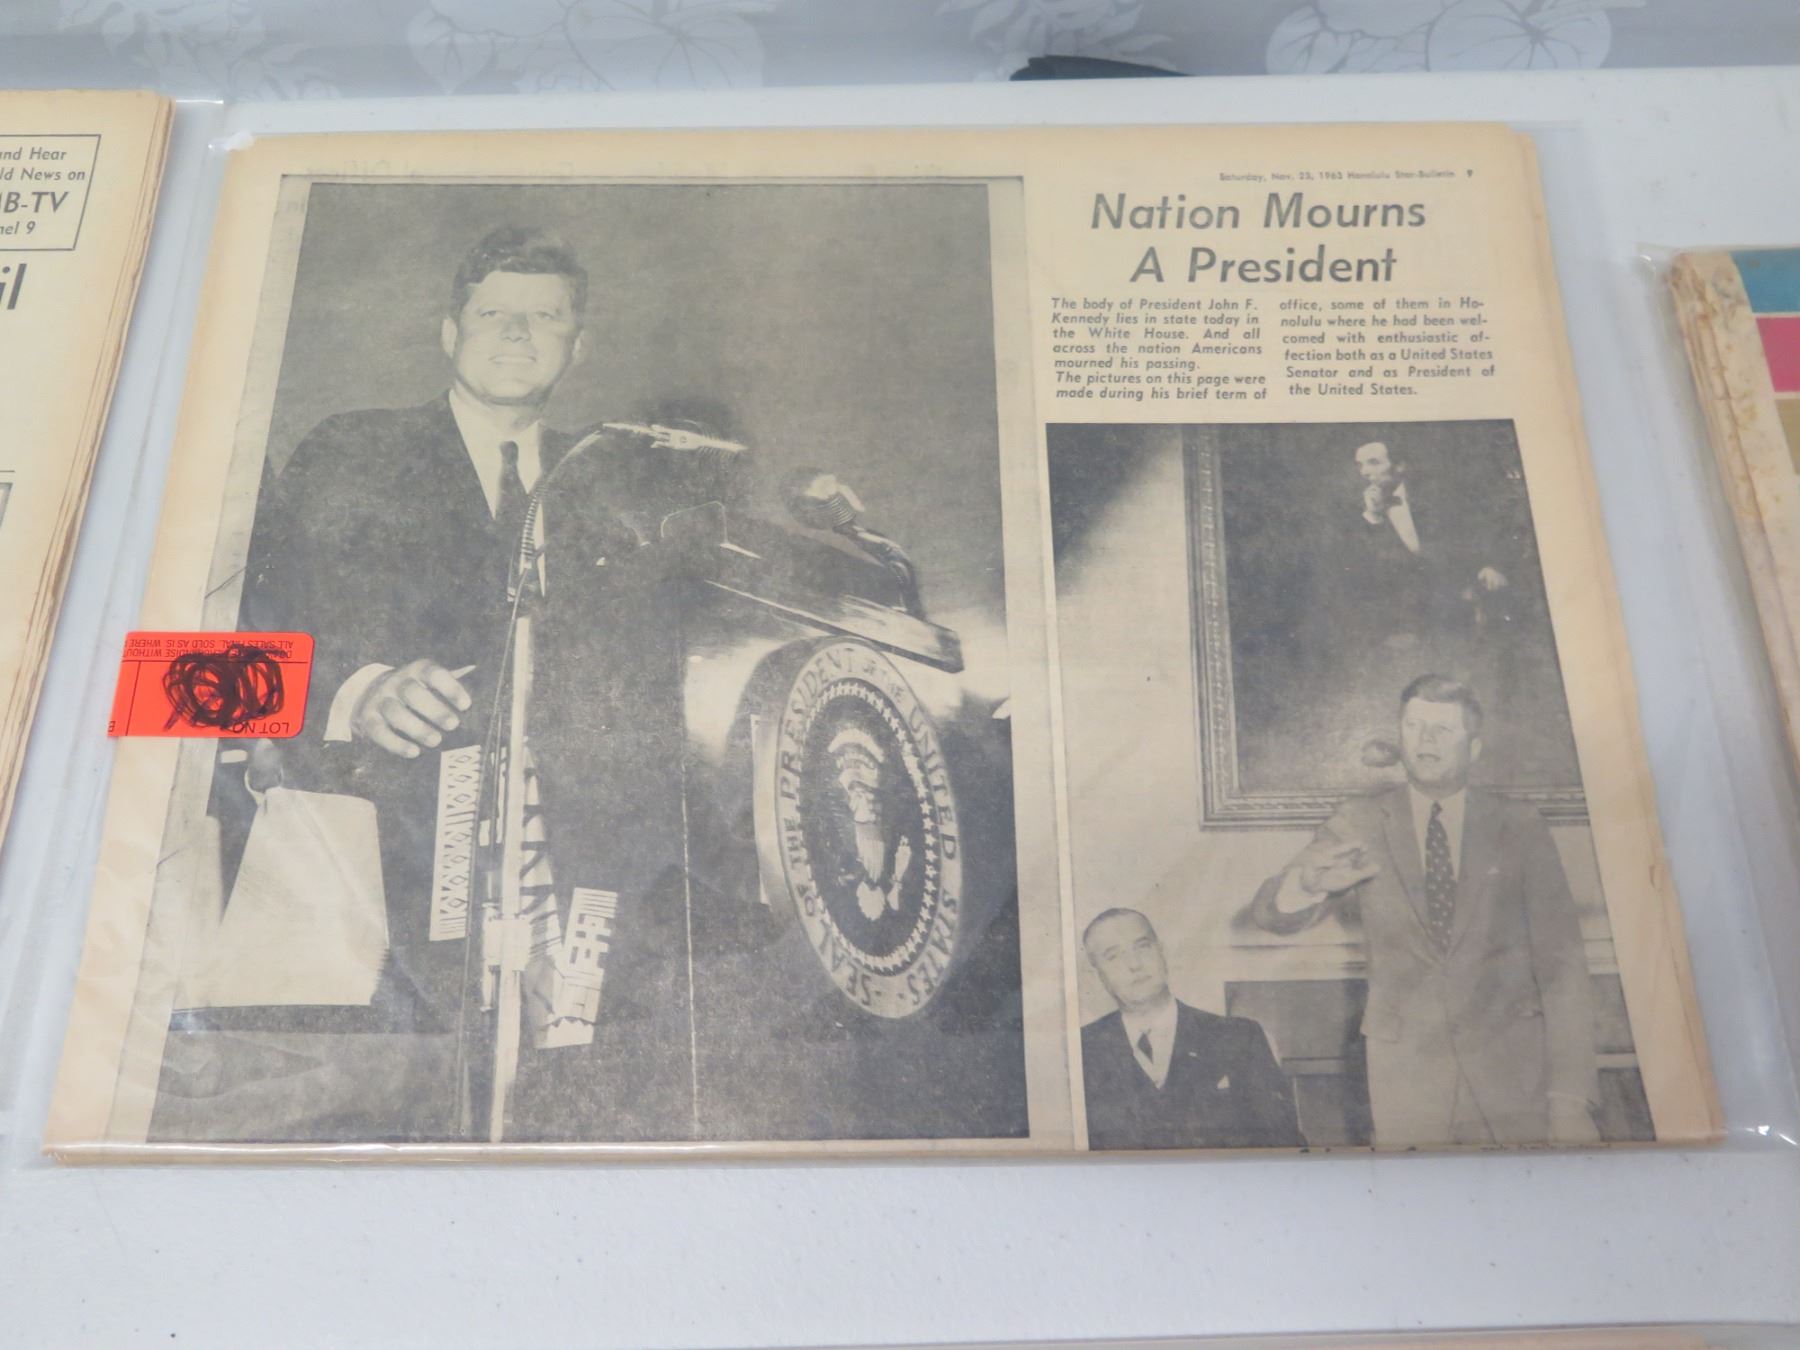 and Hear
ld News on
B-TV
nel 9
il
Saturday, Nov. 23, 1963 Honolulu Star-Bulletin 9
Nation Mourns
A President
The body of President John F.
Kennedy lies in state today in
the White House. And all
across the nation Americans
mourned his passing.
The pictures on this page were
made during his brief term of
office, some of them in Ho-
nolulu where he had been wel-
comed with enthusiastic af-
fection both as a United States
Senator and as President of
the United States.
SEAL OF THE PRESIDENT OF THE UNITED STATES
LOT NO
MERCHANDISE WITHOUT
ALL SALES FINAL. SOLD AS IS, WHERE